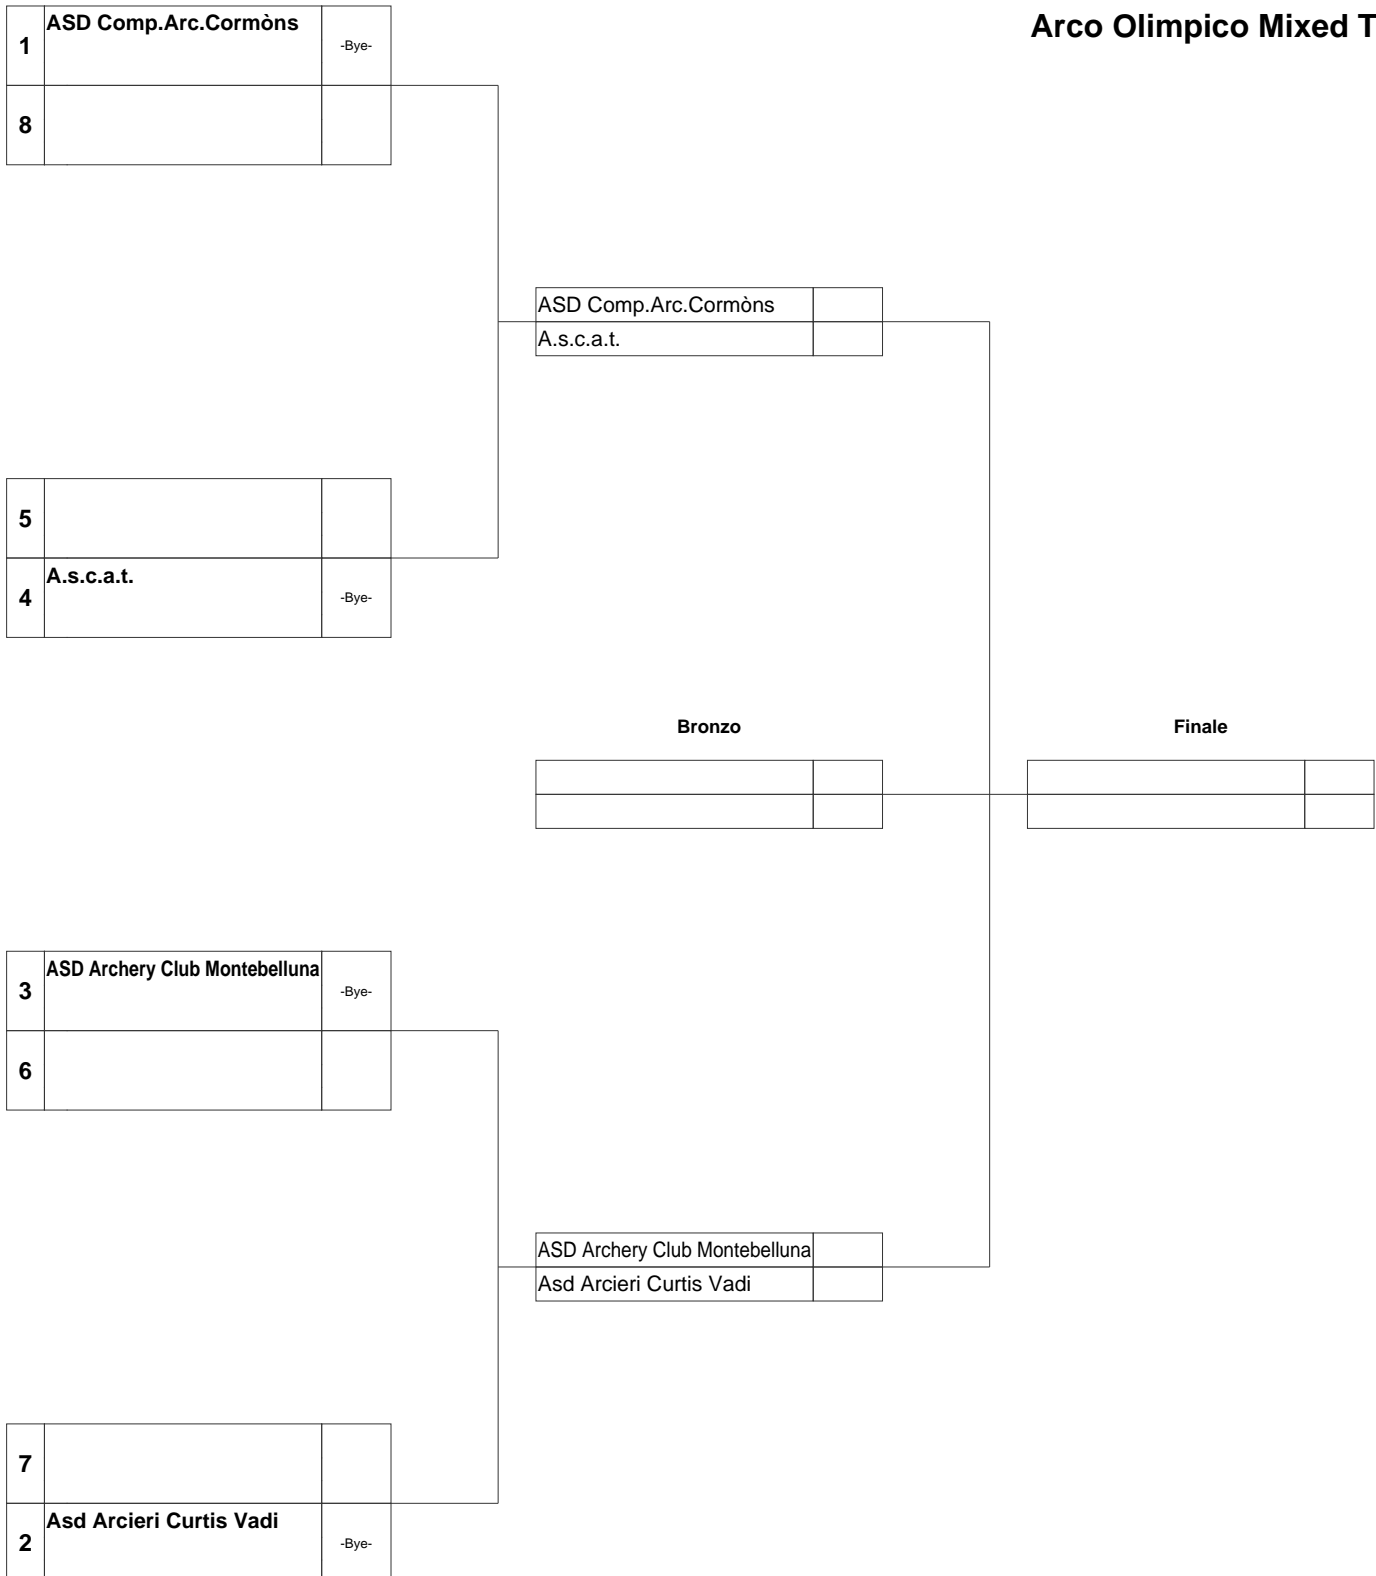 Arco Olimpico Mixed T
1 ASD Comp.Arc.Cormòns -Bye-
8
ASD Comp.Arc.Cormòns
A.s.c.a.t.
5
4 A.s.c.a.t. -Bye-
Bronzo Finale
3 ASD Archery Club Montebelluna -Bye-
6
ASD Archery Club Montebelluna
Asd Arcieri Curtis Vadi
7
2 Asd Arcieri Curtis Vadi -Bye-